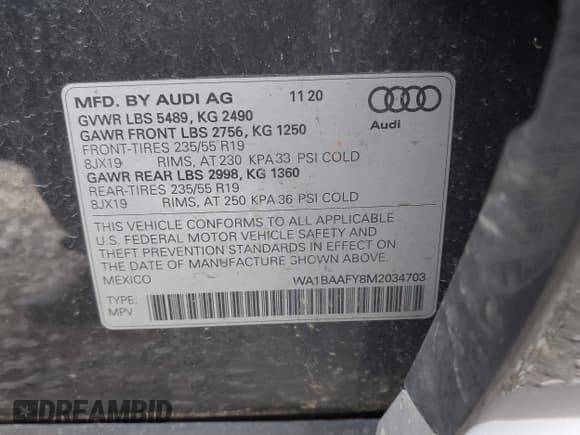 MFD. BY AUDI AG 11 20
GVWR LBS 5489, KG 2490
GAWR FRONT LBS 2756, KG 1250
FRONT-TIRES 235/55 R19
8JX19 RIMS, AT 230 KPA 33 PSI COLD
GAWR REAR LBS 2998, KG 1360
REAR-TIRES 235/55 R19
8JX19 RIMS, AT 250 KPA 36 PSI COLD
Audi
THIS VEHICLE CONFORMS TO ALL APPLICABLE
U.S. FEDERAL MOTOR VEHICLE SAFETY AND
THEFT PREVENTION STANDARDS IN EFFECT ON
THE DATE OF MANUFACTURE SHOWN ABOVE.
MEXICO WA1BAAFY8M2034703
TYPE:
MPV
DREAMBID